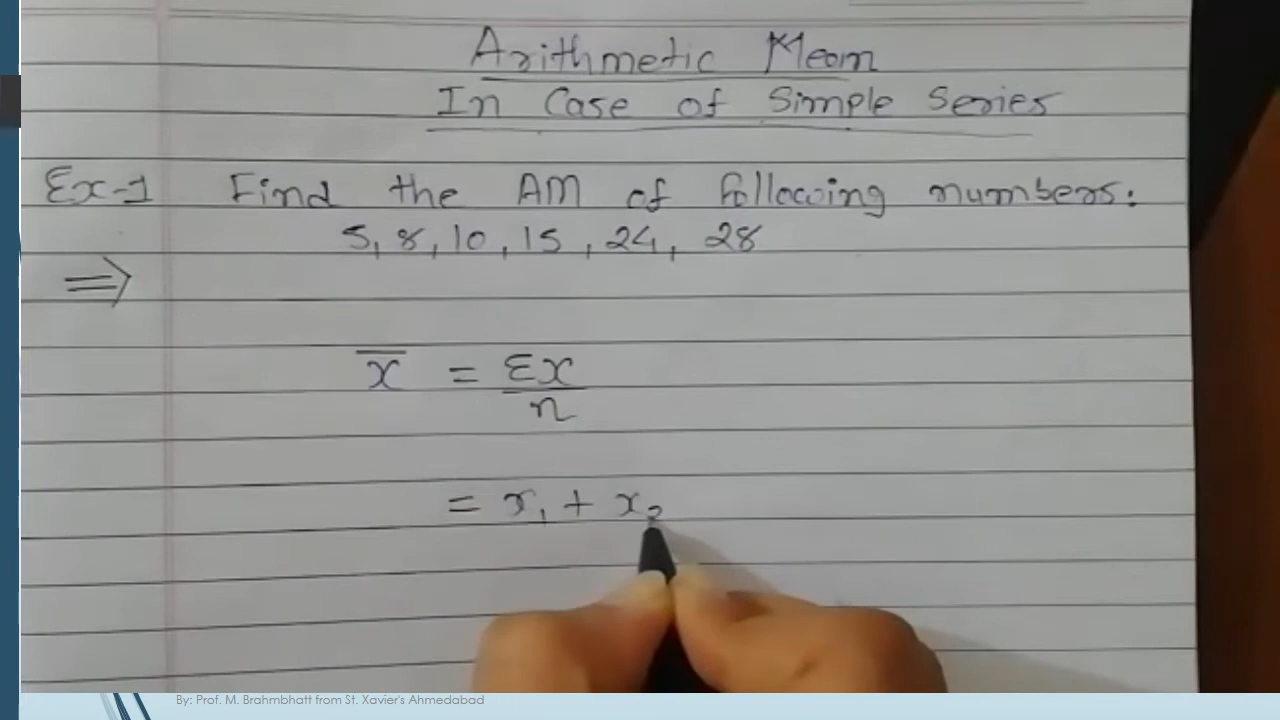 Arithmetic Mean
In Case of Simple Series
Ex-1 Find the AM of following numbers:
5, 8, 10, 15, 24, 28
⇒
x̄ = Σx
n
= x₁ + x₂
By: Prof. M. Brahmbhatt from St. Xavier's Ahmedabad